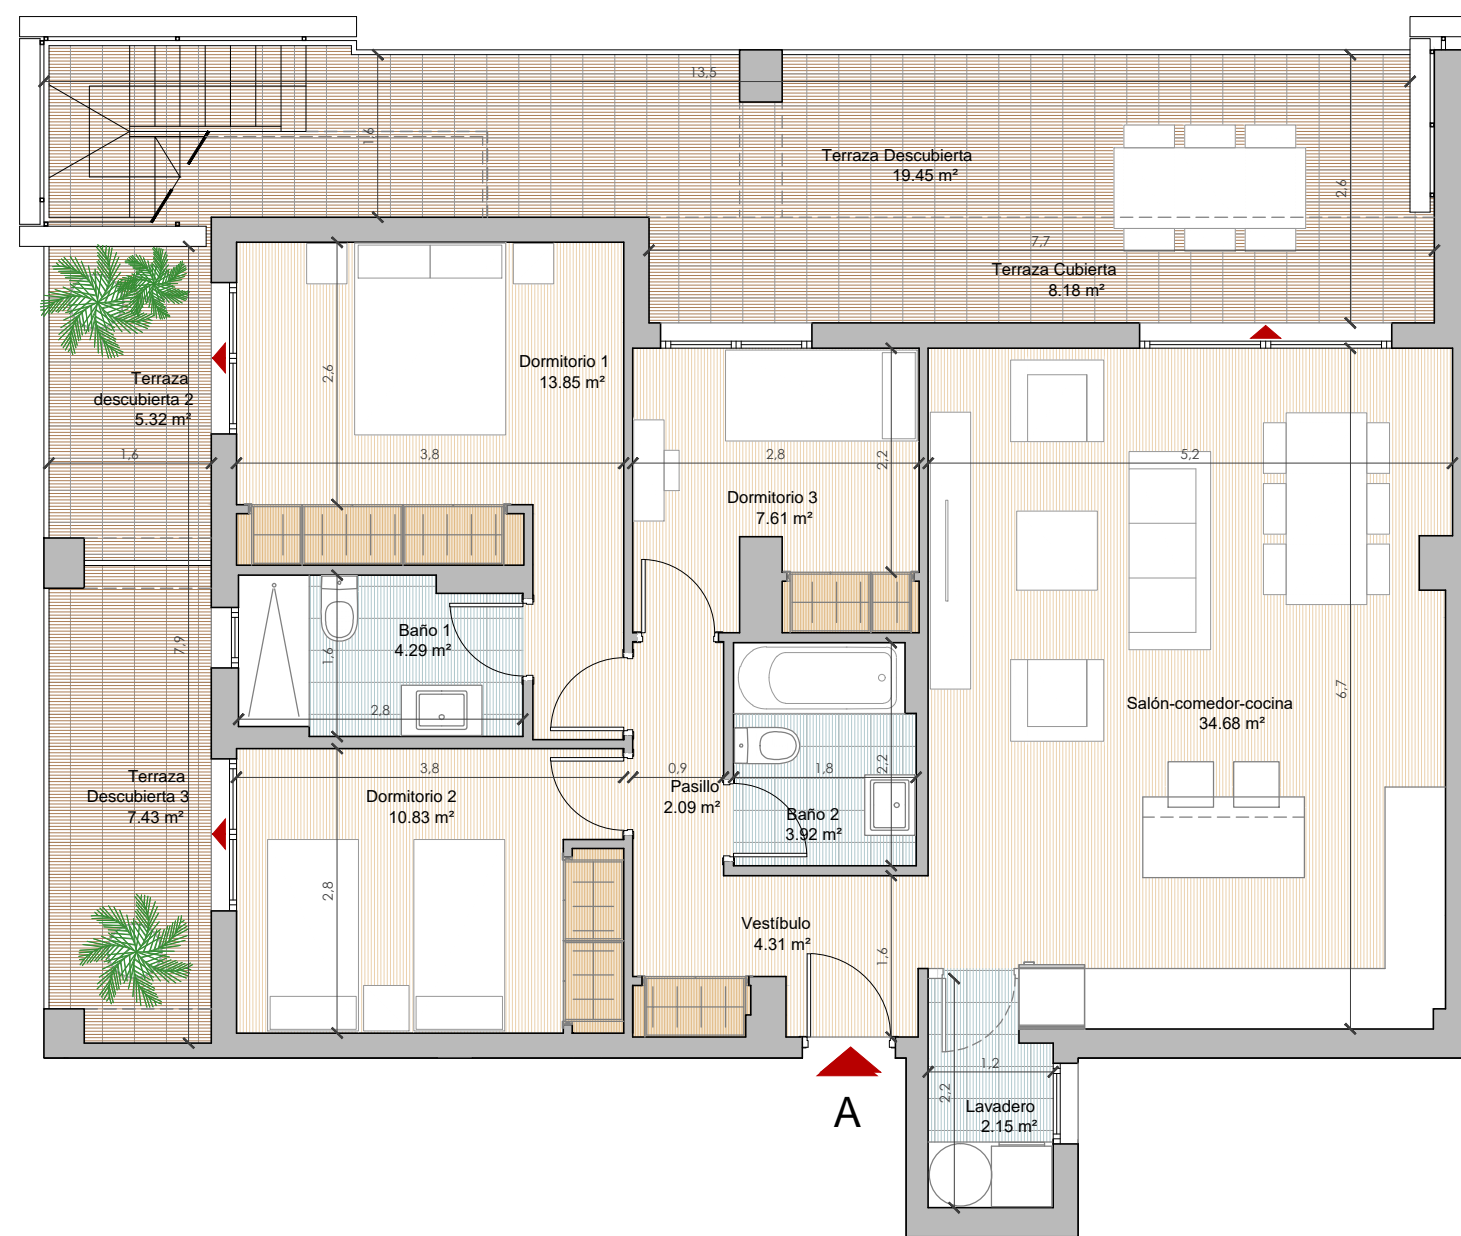 13,5
1,6
Terraza Descubierta
19.45 m²
2,6
7,7
Terraza Cubierta
8.18 m²
Dormitorio 1
13.85 m²
2,6
Terraza
descubierta 2
5.32 m²
1,6
3,8
2,8
2,2
5,2
Dormitorio 3
7.61 m²
Baño 1
4.29 m²
1,6
7,9
2,8
6,7
Salón-comedor-cocina
34.68 m²
Terraza
Descubierta 3
7.43 m²
3,8
Dormitorio 2
10.83 m²
0,9
Pasillo
2.09 m²
1,8
2,2
Baño 2
3.92 m²
2,8
Vestíbulo
4.31 m²
1,6
A
1,2
2,2
Lavadero
2.15 m²